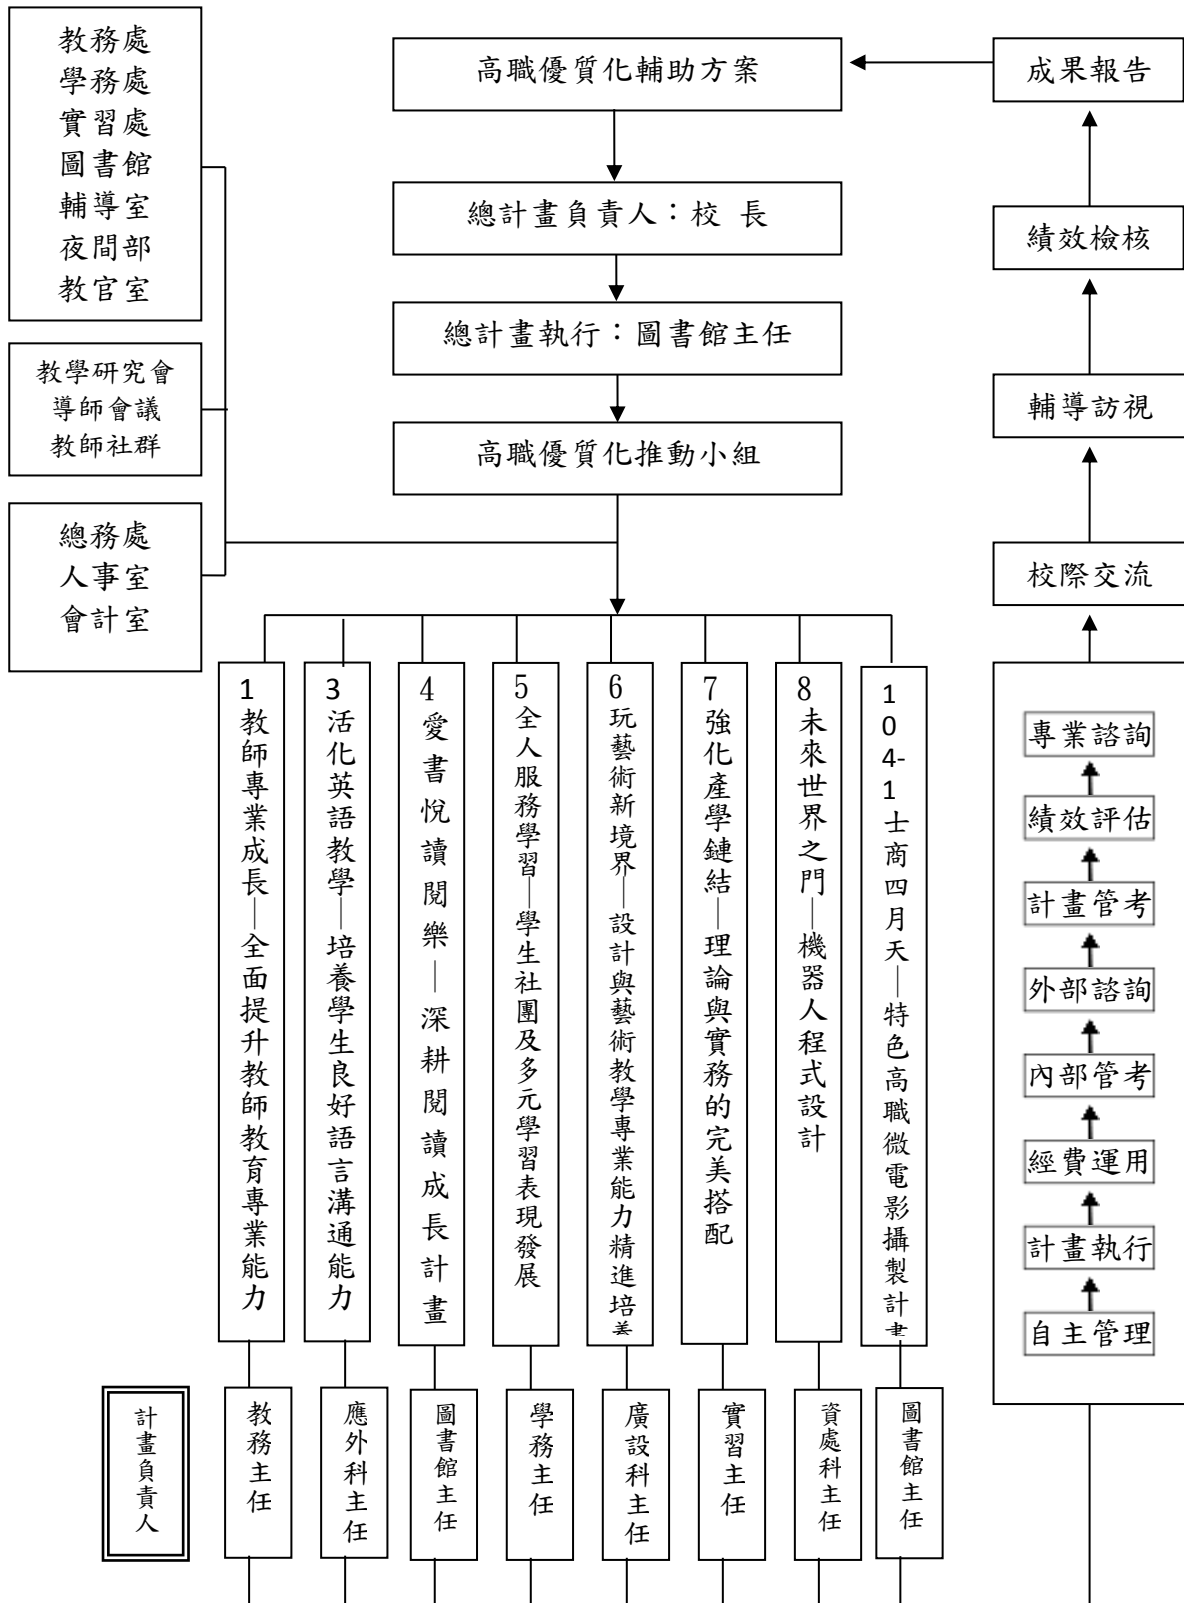 教務處
學務處
實習處
圖書館
輔導室
夜間部
教官室
教學研究會
導師會議
教師社群
總務處
人事室
會計室
高職優質化輔助方案
總計畫負責人：校 長
總計畫執行：圖書館主任
高職優質化推動小組
成果報告
績效檢核
輔導訪視
校際交流
1教師專業成長—全面提升教師教育專業能力
3活化英語教學—培養學生良好語言溝通能力
4愛書悅讀閱樂—深耕閱讀成長計畫
5全人服務學習—學生社團及多元學習表現發展
6玩藝術新境界—設計與藝術教學專業能力精進培養
7強化產學鏈結—理論與實務的完美搭配
8未來世界之門—機器人程式設計
104-1士商四月天—特色高職微電影攝製計畫
專業諮詢
績效評估
計畫管考
外部諮詢
內部管考
經費運用
計畫執行
自主管理
計畫負責人
教務主任
應外科主任
圖書館主任
學務主任
廣設科主任
實習主任
資處科主任
圖書館主任